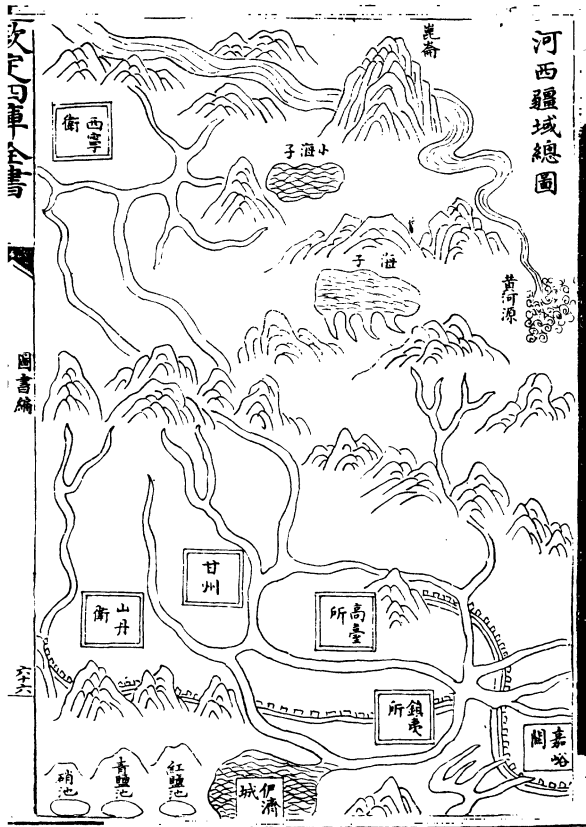 河西疆域總圖
崑崙
黃河源
小海子
海子
西寧
衛
欽定四庫全書
圖書編
六十六
甘州
山丹
衛
高臺
所
鎮夷
所
嘉峪
關
紅鹽池
青鹽池
硝池
伊濟
城